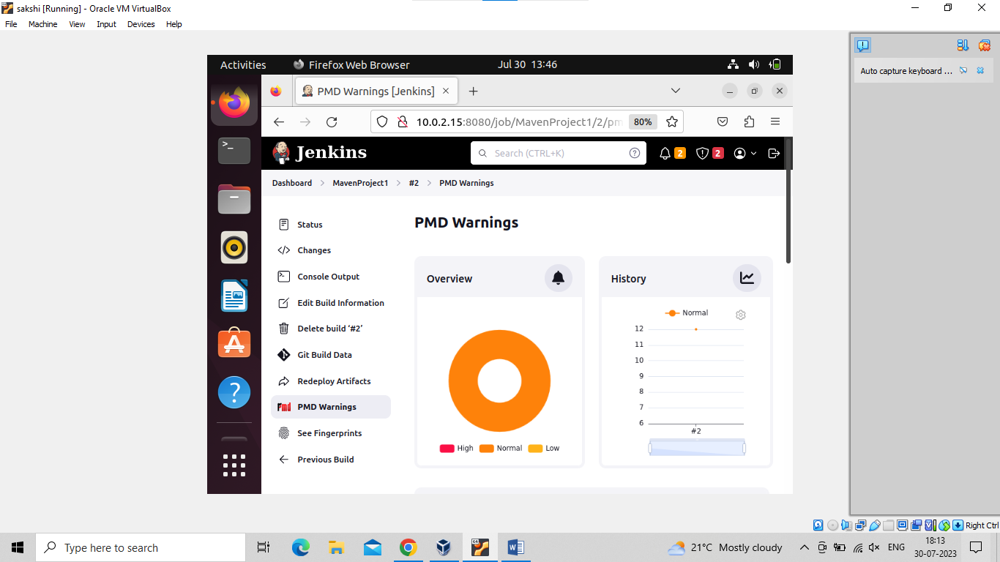 sakshi [Running] - Oracle VM VirtualBox
File Machine View Input Devices Help
Auto capture keyboard ...
Activities Firefox Web Browser Jul 30 13:46
PMD Warnings [Jenkins]
10.0.2.15:8080/job/MavenProject1/2/pm 80%
Jenkins Search (CTRL+K) 2 2
Dashboard MavenProject1 #2 PMD Warnings
Status
Changes
Console Output
Edit Build Information
Delete build ‘#2’
Git Build Data
Redeploy Artifacts
PMD Warnings
See Fingerprints
Previous Build
PMD Warnings
Overview
High Normal Low
History
Normal
12
11
10
9
8
7
6
#2
Right Ctrl
Type here to search
21°C Mostly cloudy
ENG
18:13
30-07-2023